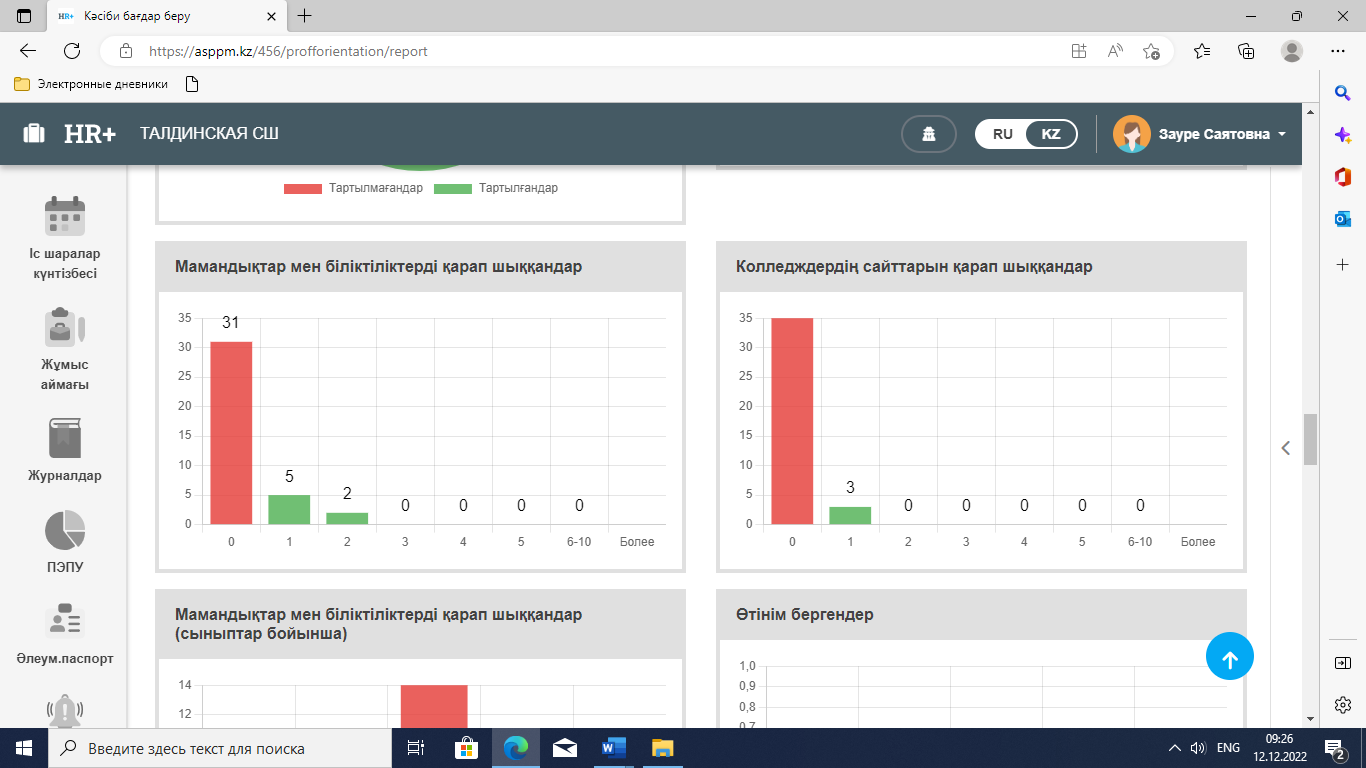 HR+ Кәсіби бағдар беру
https://asppm.kz/456/profforientation/report
Электронные дневники
HR+ ТАЛДИНСКАЯ СШ RU KZ Зауре Саятовна
Іс шаралар
күнтізбесі
Жұмыс
аймағы
Журналдар
ПЭПУ
Әлеум.паспорт
Тартылмағандар Тартылғандар
Мамандықтар мен біліктіліктерді қарап шыққандар
35
30
25
20
15
10
5
0
31 5 2 0 0 0 0
0 1 2 3 4 5 6-10 Более
Колледждердің сайттарын қарап шыққандар
35
30
25
20
15
10
5
0
3 0 0 0 0 0
0 1 2 3 4 5 6-10 Более
Мамандықтар мен біліктіліктерді қарап шыққандар
(сыныптар бойынша)
14
12
Өтінім бергендер
1,0
0,9
0,8
0,7
Введите здесь текст для поиска
ENG
09:26
12.12.2022
2